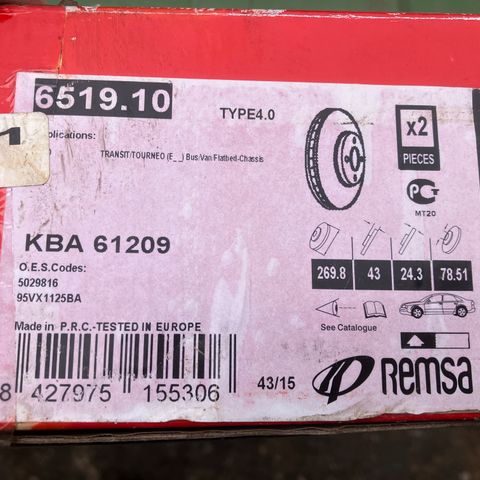 6519.10
TYPE4.0
x2
PIECES
1
plications:
TRANSIT/TOURNEO (E_ _) Bus/Van Flatbed-Chassis
PCT
MT20
KBA 61209
O.E.S.Codes:
5029816
95VX1125BA
269.8 43 24.3 78.51
See Catalogue
Made in P.R.C.-TESTED IN EUROPE
8 427975 155306
43/15
REMSA